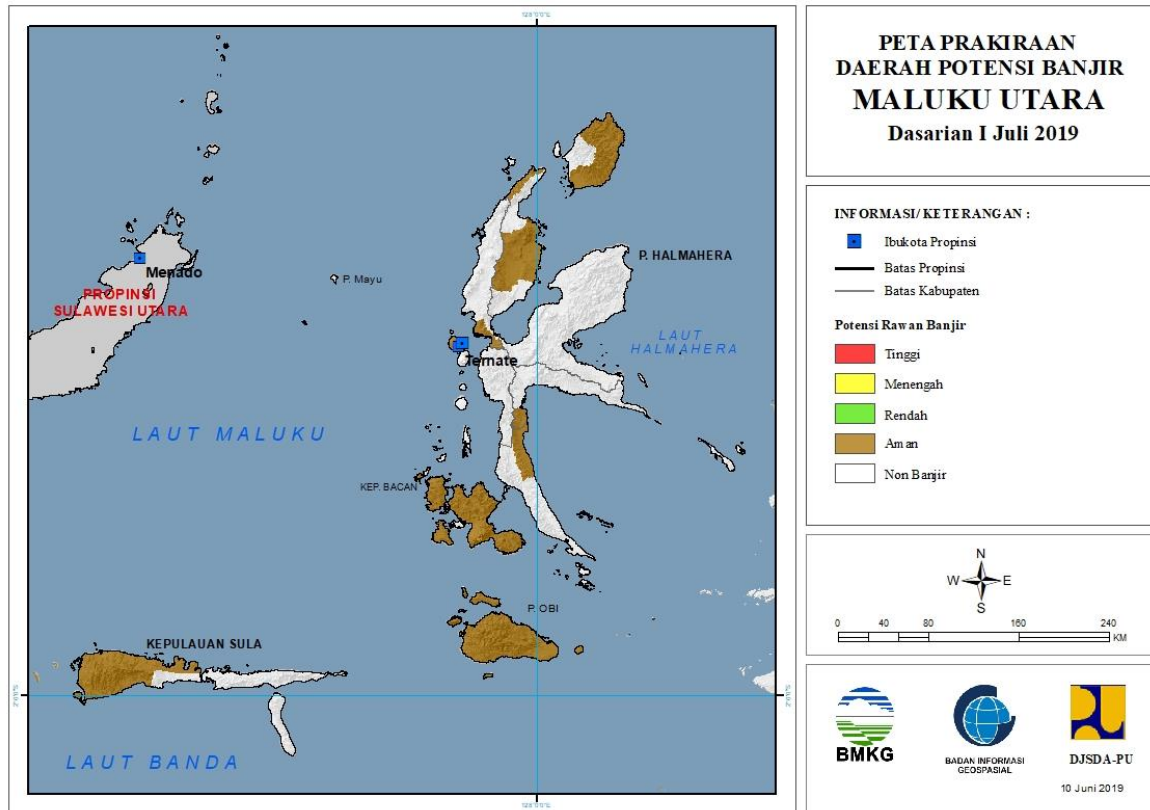 PETA PRAKIRAAN
DAERAH POTENSI BANJIR
MALUKU UTARA
Dasarian I Juli 2019
INFORMASI/ KETERANGAN :
Ibukota Propinsi
Batas Propinsi
Batas Kabupaten
Potensi Rawan Banjir
Tinggi
Menengah
Rendah
Aman
Non Banjir
N
W E
S
0 40 80 160 240
KM
BMKG
BADAN INFORMASI
GEOSPASIAL
DJSDA-PU
10 Juni 2019
Menado
PROPINSI
SULAWESI UTARA
P. Mayu
P. HALMAHERA
LAUT
HALMAHERA
Ternate
LAUT MALUKU
KEP. BACAN
P. OBI
KEPULAUAN SULA
LAUT BANDA